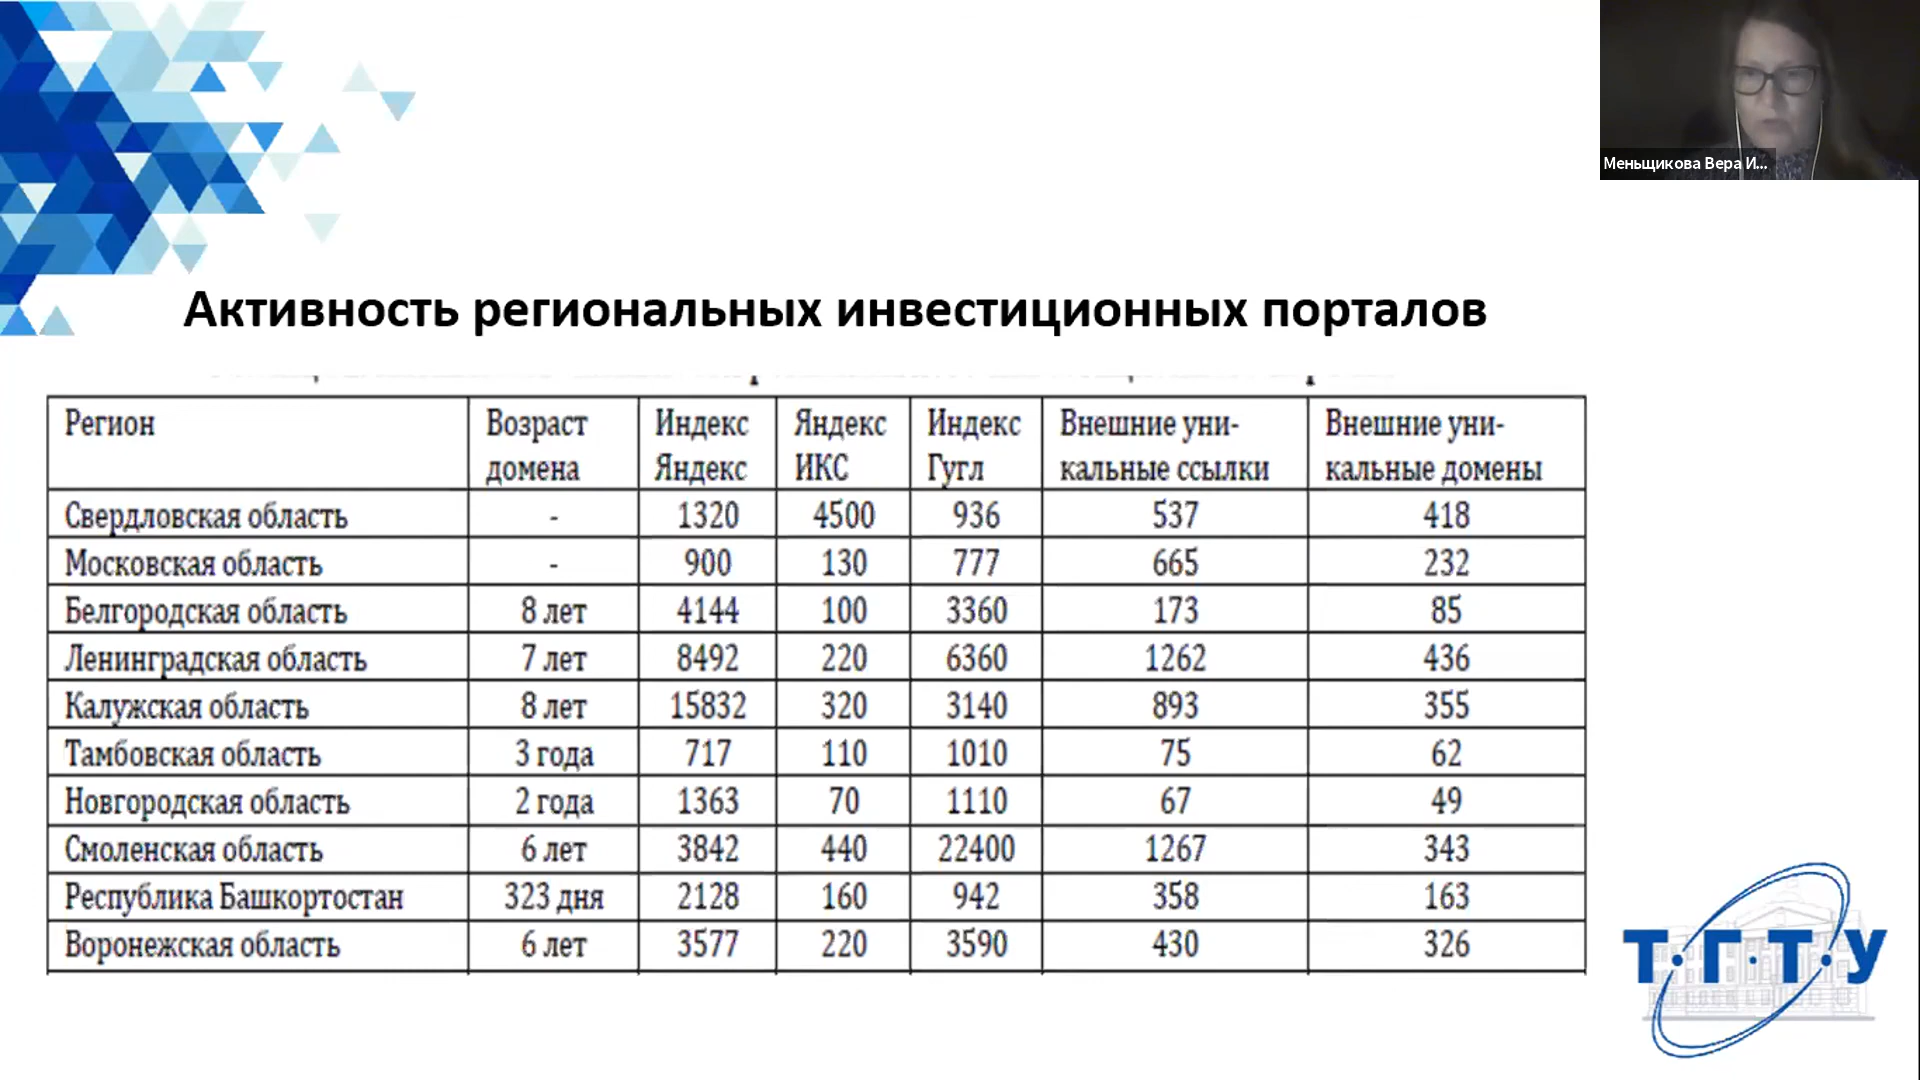 Меньщикова Вера И...
Активность региональных инвестиционных порталов
Регион Возраст домена Индекс Яндекс Яндекс ИКС Индекс Гугл Внешние уни-кальные ссылки Внешние уни-кальные домены
Свердловская область - 1320 4500 936 537 418
Московская область - 900 130 777 665 232
Белгородская область 8 лет 4144 100 3360 173 85
Ленинградская область 7 лет 8492 220 6360 1262 436
Калужская область 8 лет 15832 320 3140 893 355
Тамбовская область 3 года 717 110 1010 75 62
Новгородская область 2 года 1363 70 1110 67 49
Смоленская область 6 лет 3842 440 22400 1267 343
Республика Башкортостан 323 дня 2128 160 942 358 163
Воронежская область 6 лет 3577 220 3590 430 326
Т·Г·Т·У